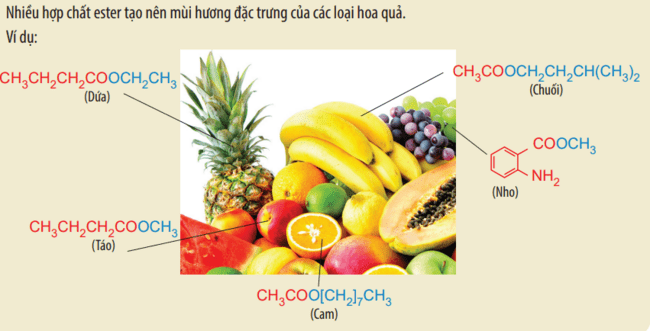 Nhiều hợp chất ester tạo nên mùi hương đặc trưng của các loại hoa quả.
Ví dụ:
CH₃CH₂CH₂COOCH₂CH₃
(Dứa)
CH₃COOCH₂CH₂CH(CH₃)₂
(Chuối)
COOCH₃
NH₂
(Nho)
CH₃CH₂CH₂COOCH₃
(Táo)
CH₃COO[CH₂]₇CH₃
(Cam)